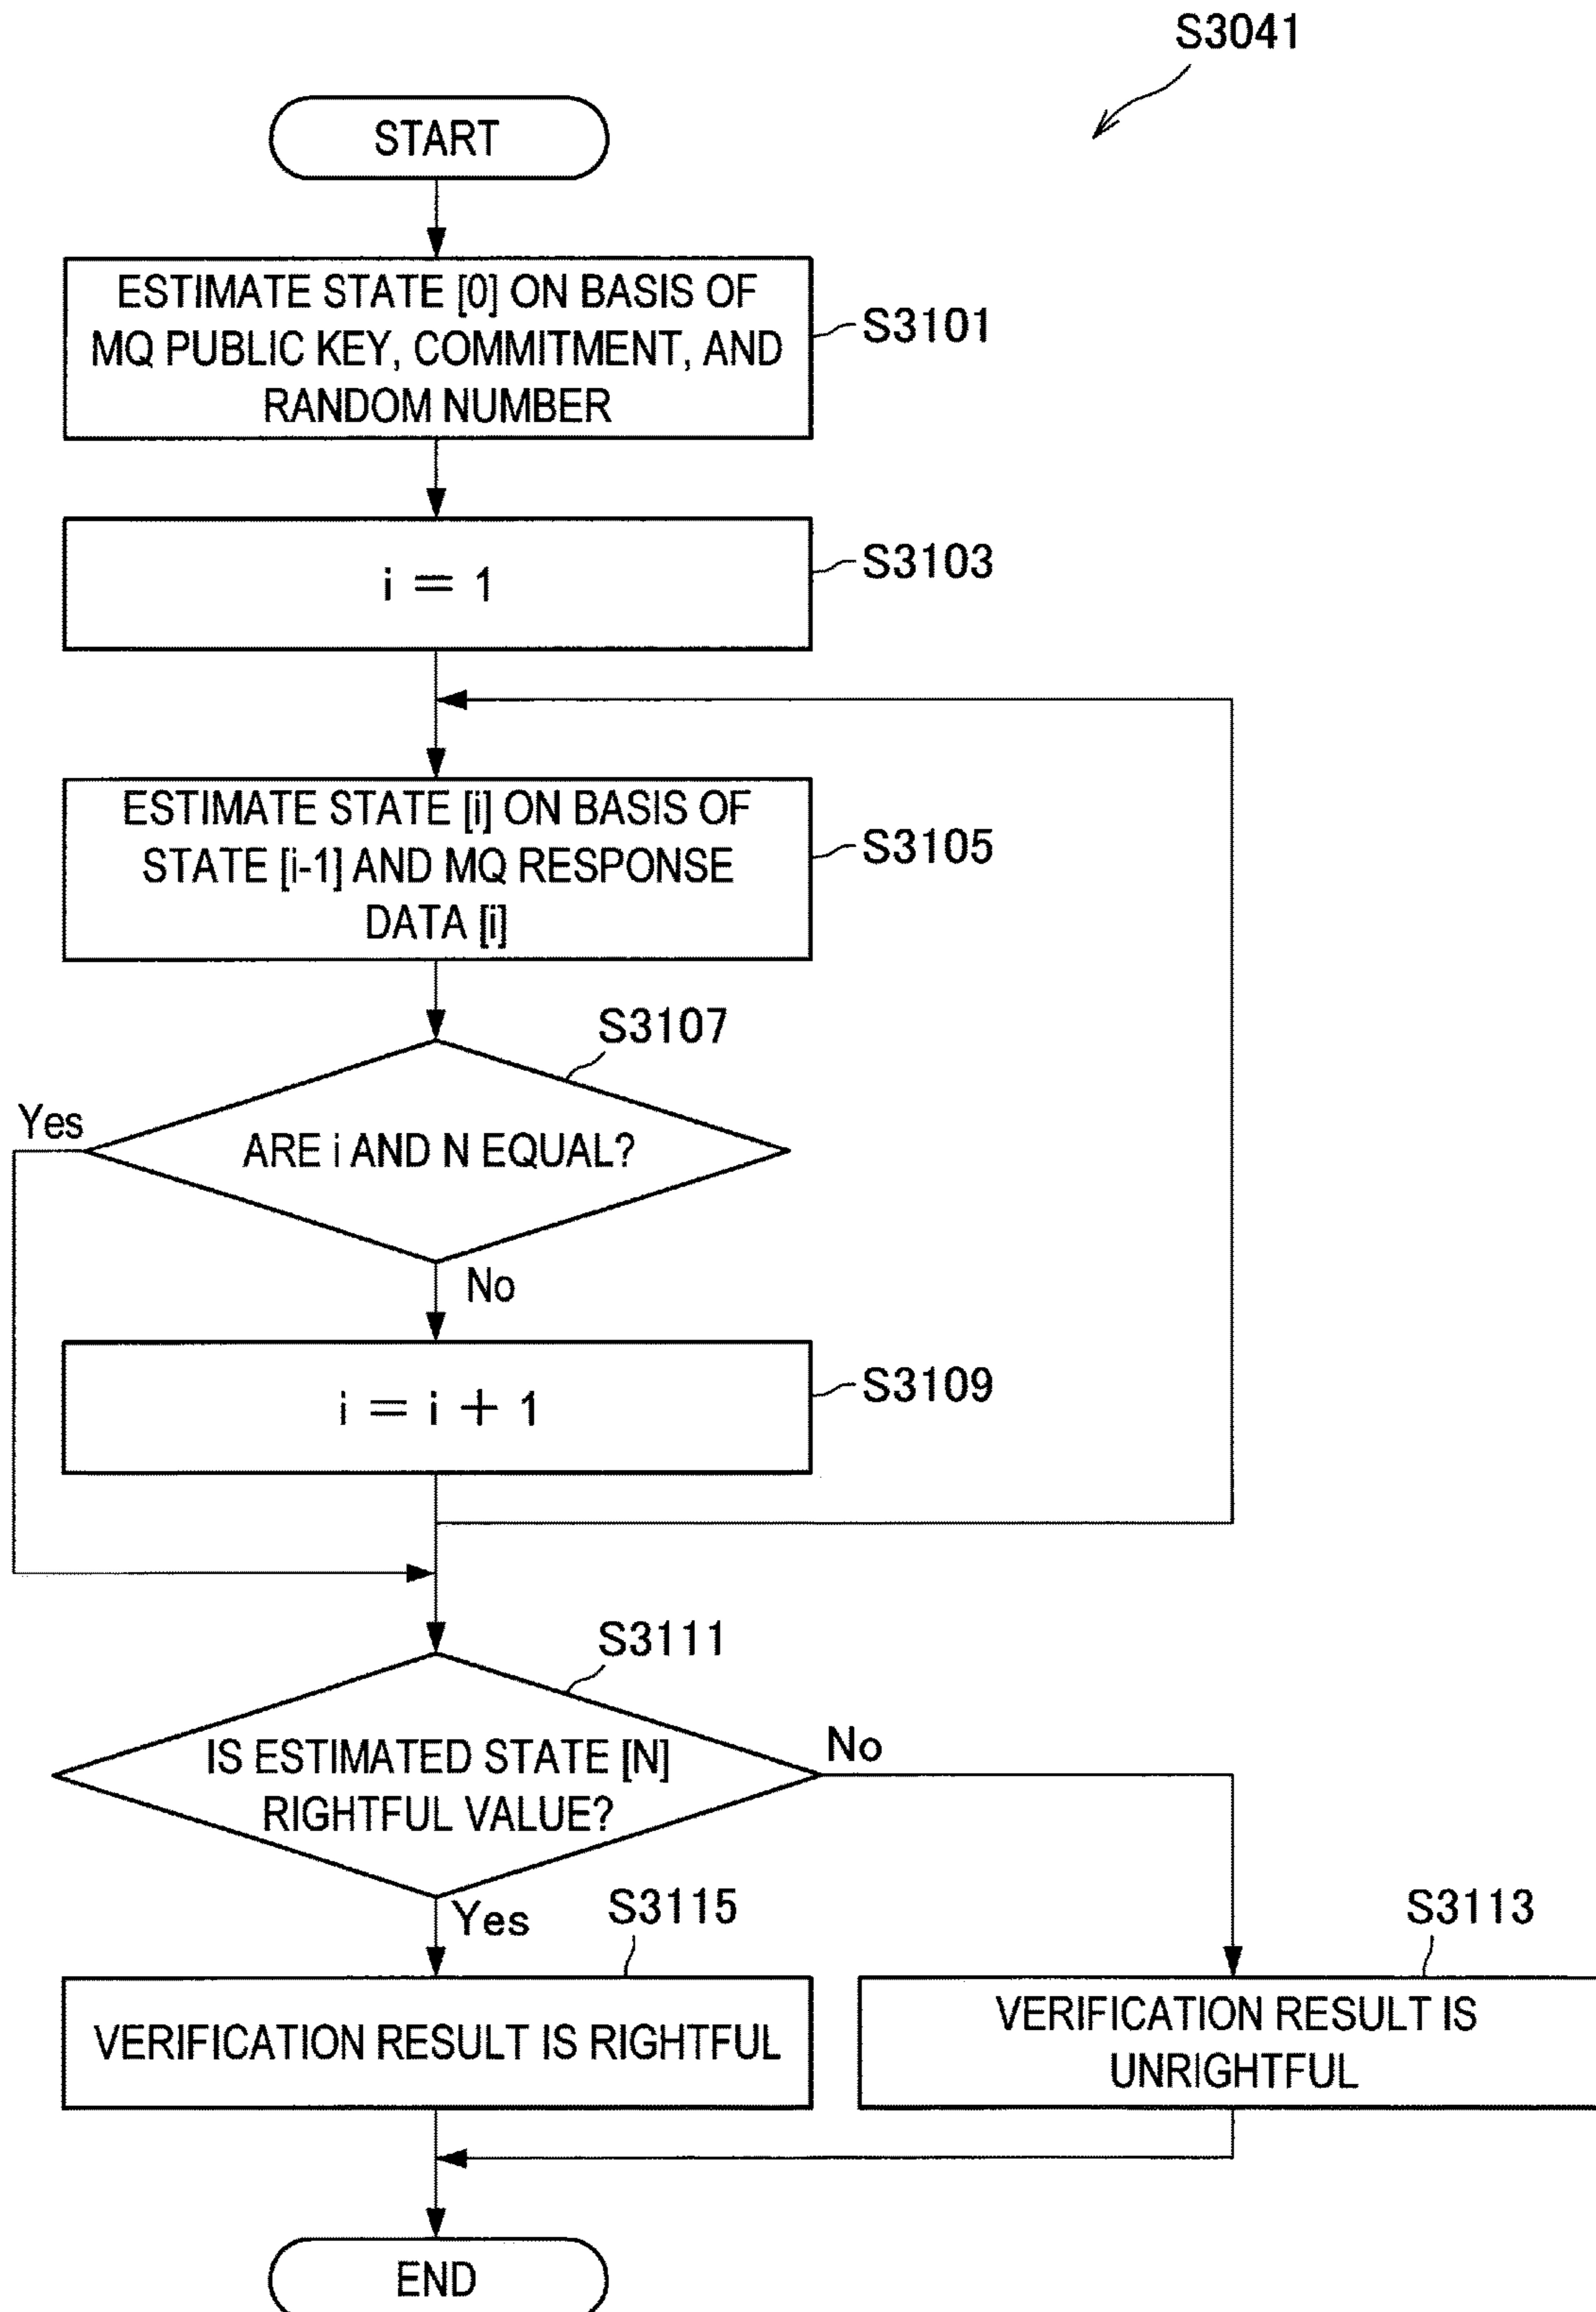 S3041
START
ESTIMATE STATE [0] ON BASIS OF
MQ PUBLIC KEY, COMMITMENT, AND
RANDOM NUMBER
S3101
i = 1
S3103
ESTIMATE STATE [i] ON BASIS OF
STATE [i-1] AND MQ RESPONSE
DATA [i]
S3105
S3107
Yes
ARE i AND N EQUAL?
No
i = i + 1
S3109
S3111
IS ESTIMATED STATE [N]
RIGHTFUL VALUE?
No
Yes
S3115
S3113
VERIFICATION RESULT IS RIGHTFUL
VERIFICATION RESULT IS
UNRIGHTFUL
END